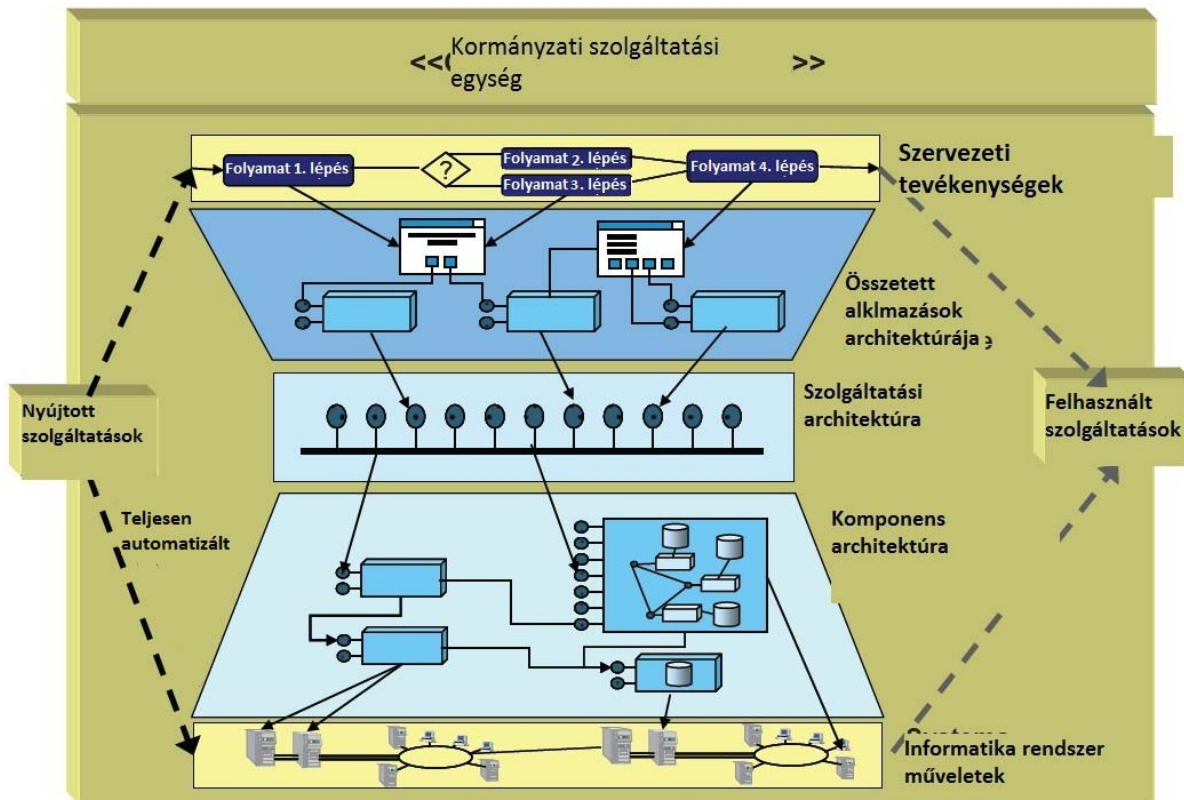 Kormányzati szolgáltatási
<<
>>
egység
Folyamat 1. lépés
?
Folyamat 2. lépés
Folyamat 3. lépés
Folyamat 4. lépés
Szervezeti
tevékenységek
Összetett
alklmazások
architektúrája
Nyújtott
szolgáltatások
Szolgáltatási
architektúra
Felhasznált
szolgáltatások
Teljesen
automatizált
Komponens
architektúra
Informatika rendszer
műveletek